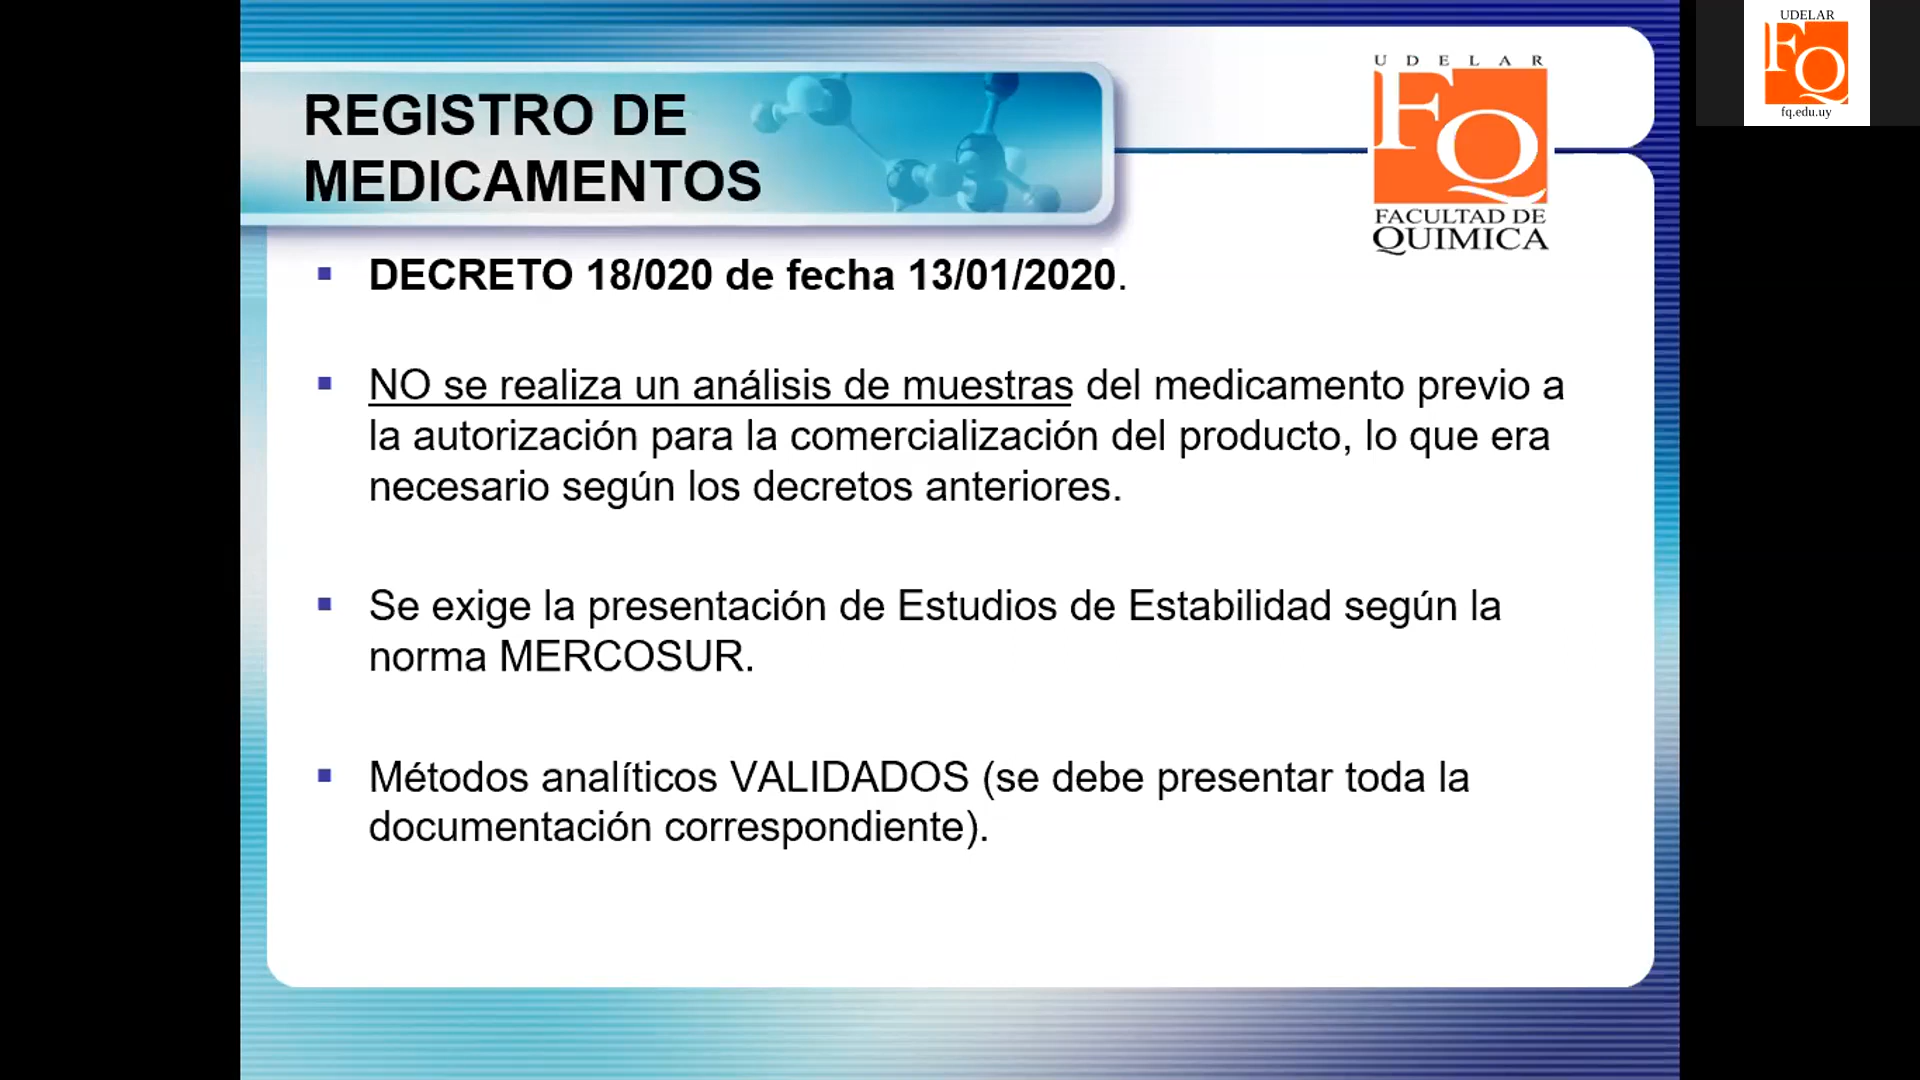 UDELAR
FQ
fq.edu.uy
UDELAR
FQ
FACULTAD DE
QUIMICA
REGISTRO DE
MEDICAMENTOS
DECRETO 18/020 de fecha 13/01/2020.
NO se realiza un análisis de muestras del medicamento previo a
la autorización para la comercialización del producto, lo que era
necesario según los decretos anteriores.
Se exige la presentación de Estudios de Estabilidad según la
norma MERCOSUR.
Métodos analíticos VALIDADOS (se debe presentar toda la
documentación correspondiente).